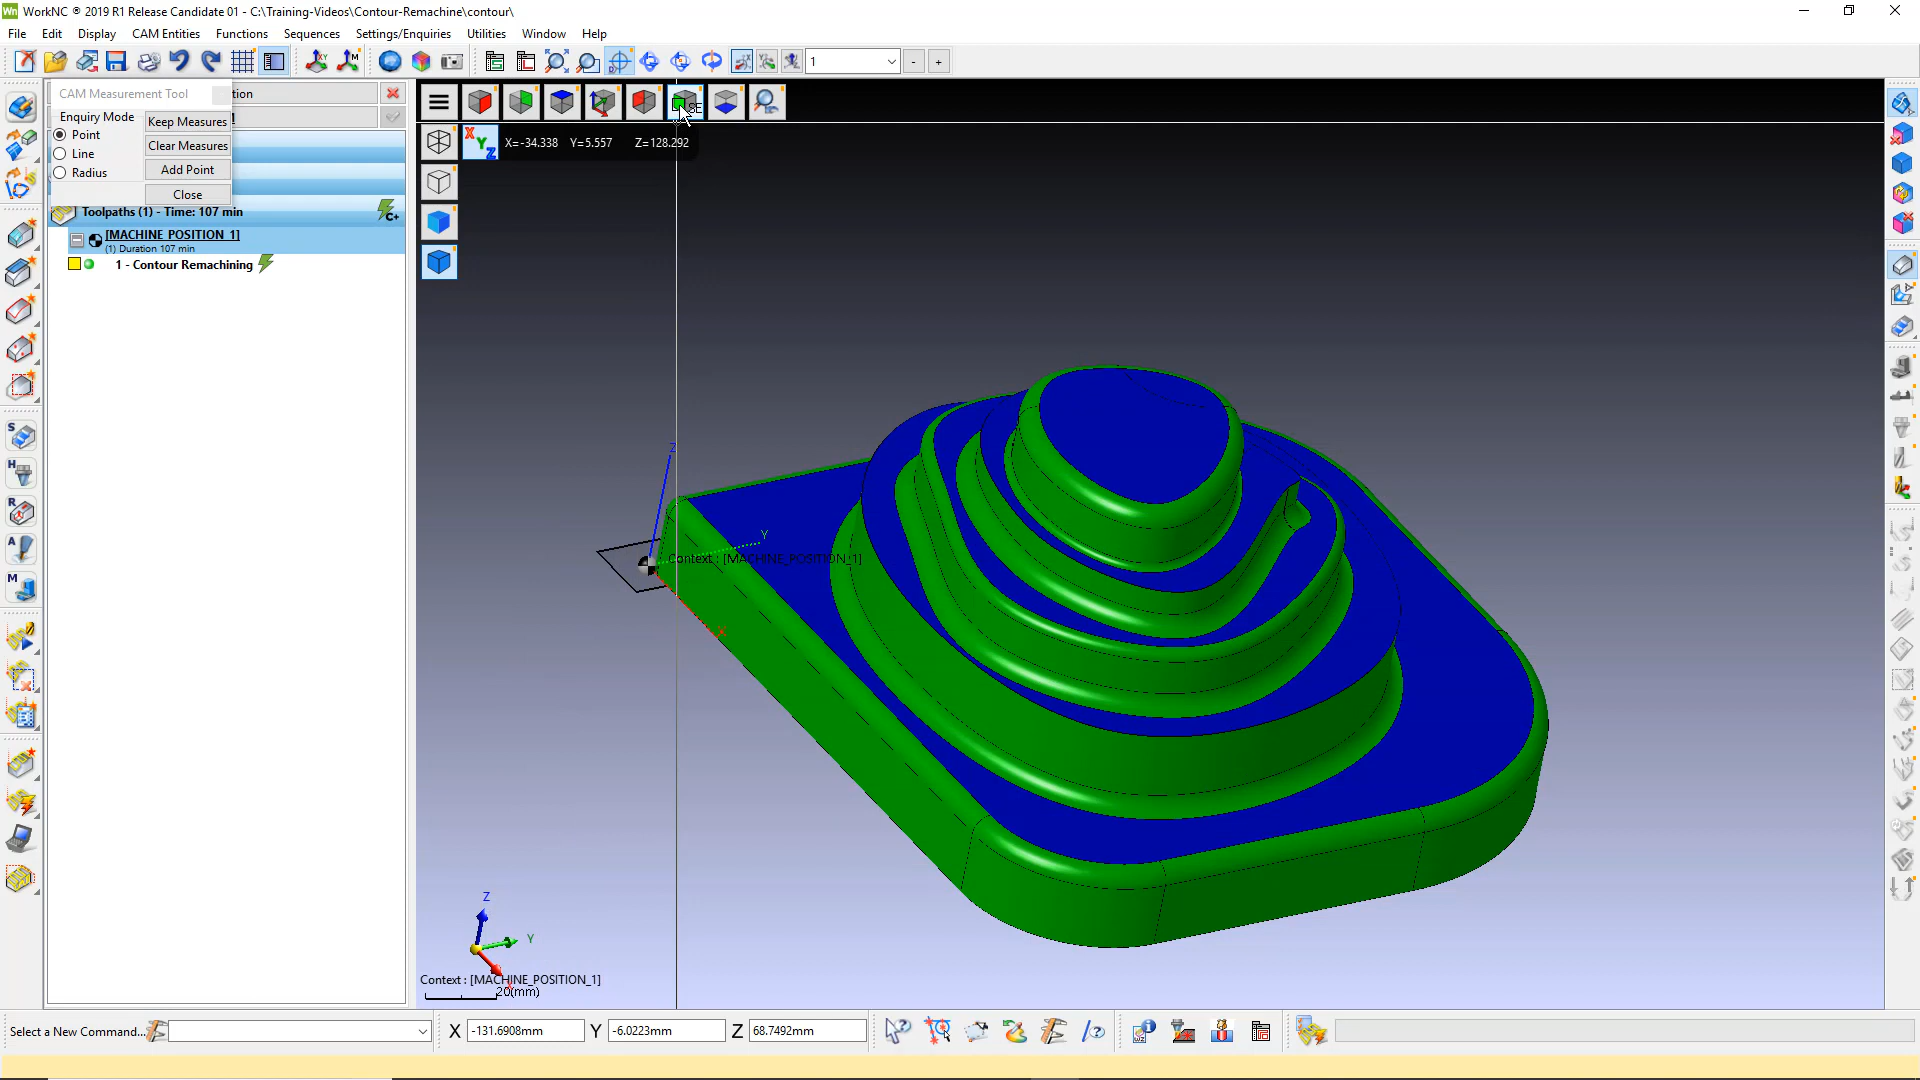 WorkNC ® 2019 R1 Release Candidate 01 - C:\Training-Videos\Contour-Remachine\contour\
File Edit Display CAM Entities Functions Sequences Settings/Enquiries Utilities Window Help
1
- +
CAM Measurement Tool
tion
Enquiry Mode
Point
Line
Radius
Keep Measures
Clear Measures
Add Point
Close
Toolpaths (1) - Time: 107 min
[MACHINE POSITION 1]
(1) Duration 107 min
1 - Contour Remachining
X=-34.338 Y=5.557 Z=128.292
Z
Y
X
Context : [MACHINE_POSITION_1]
Z
Y
Context : [MACHINE_POSITION_1]
20(mm)
Select a New Command...
X -131.6908mm Y -6.0223mm Z 68.7492mm